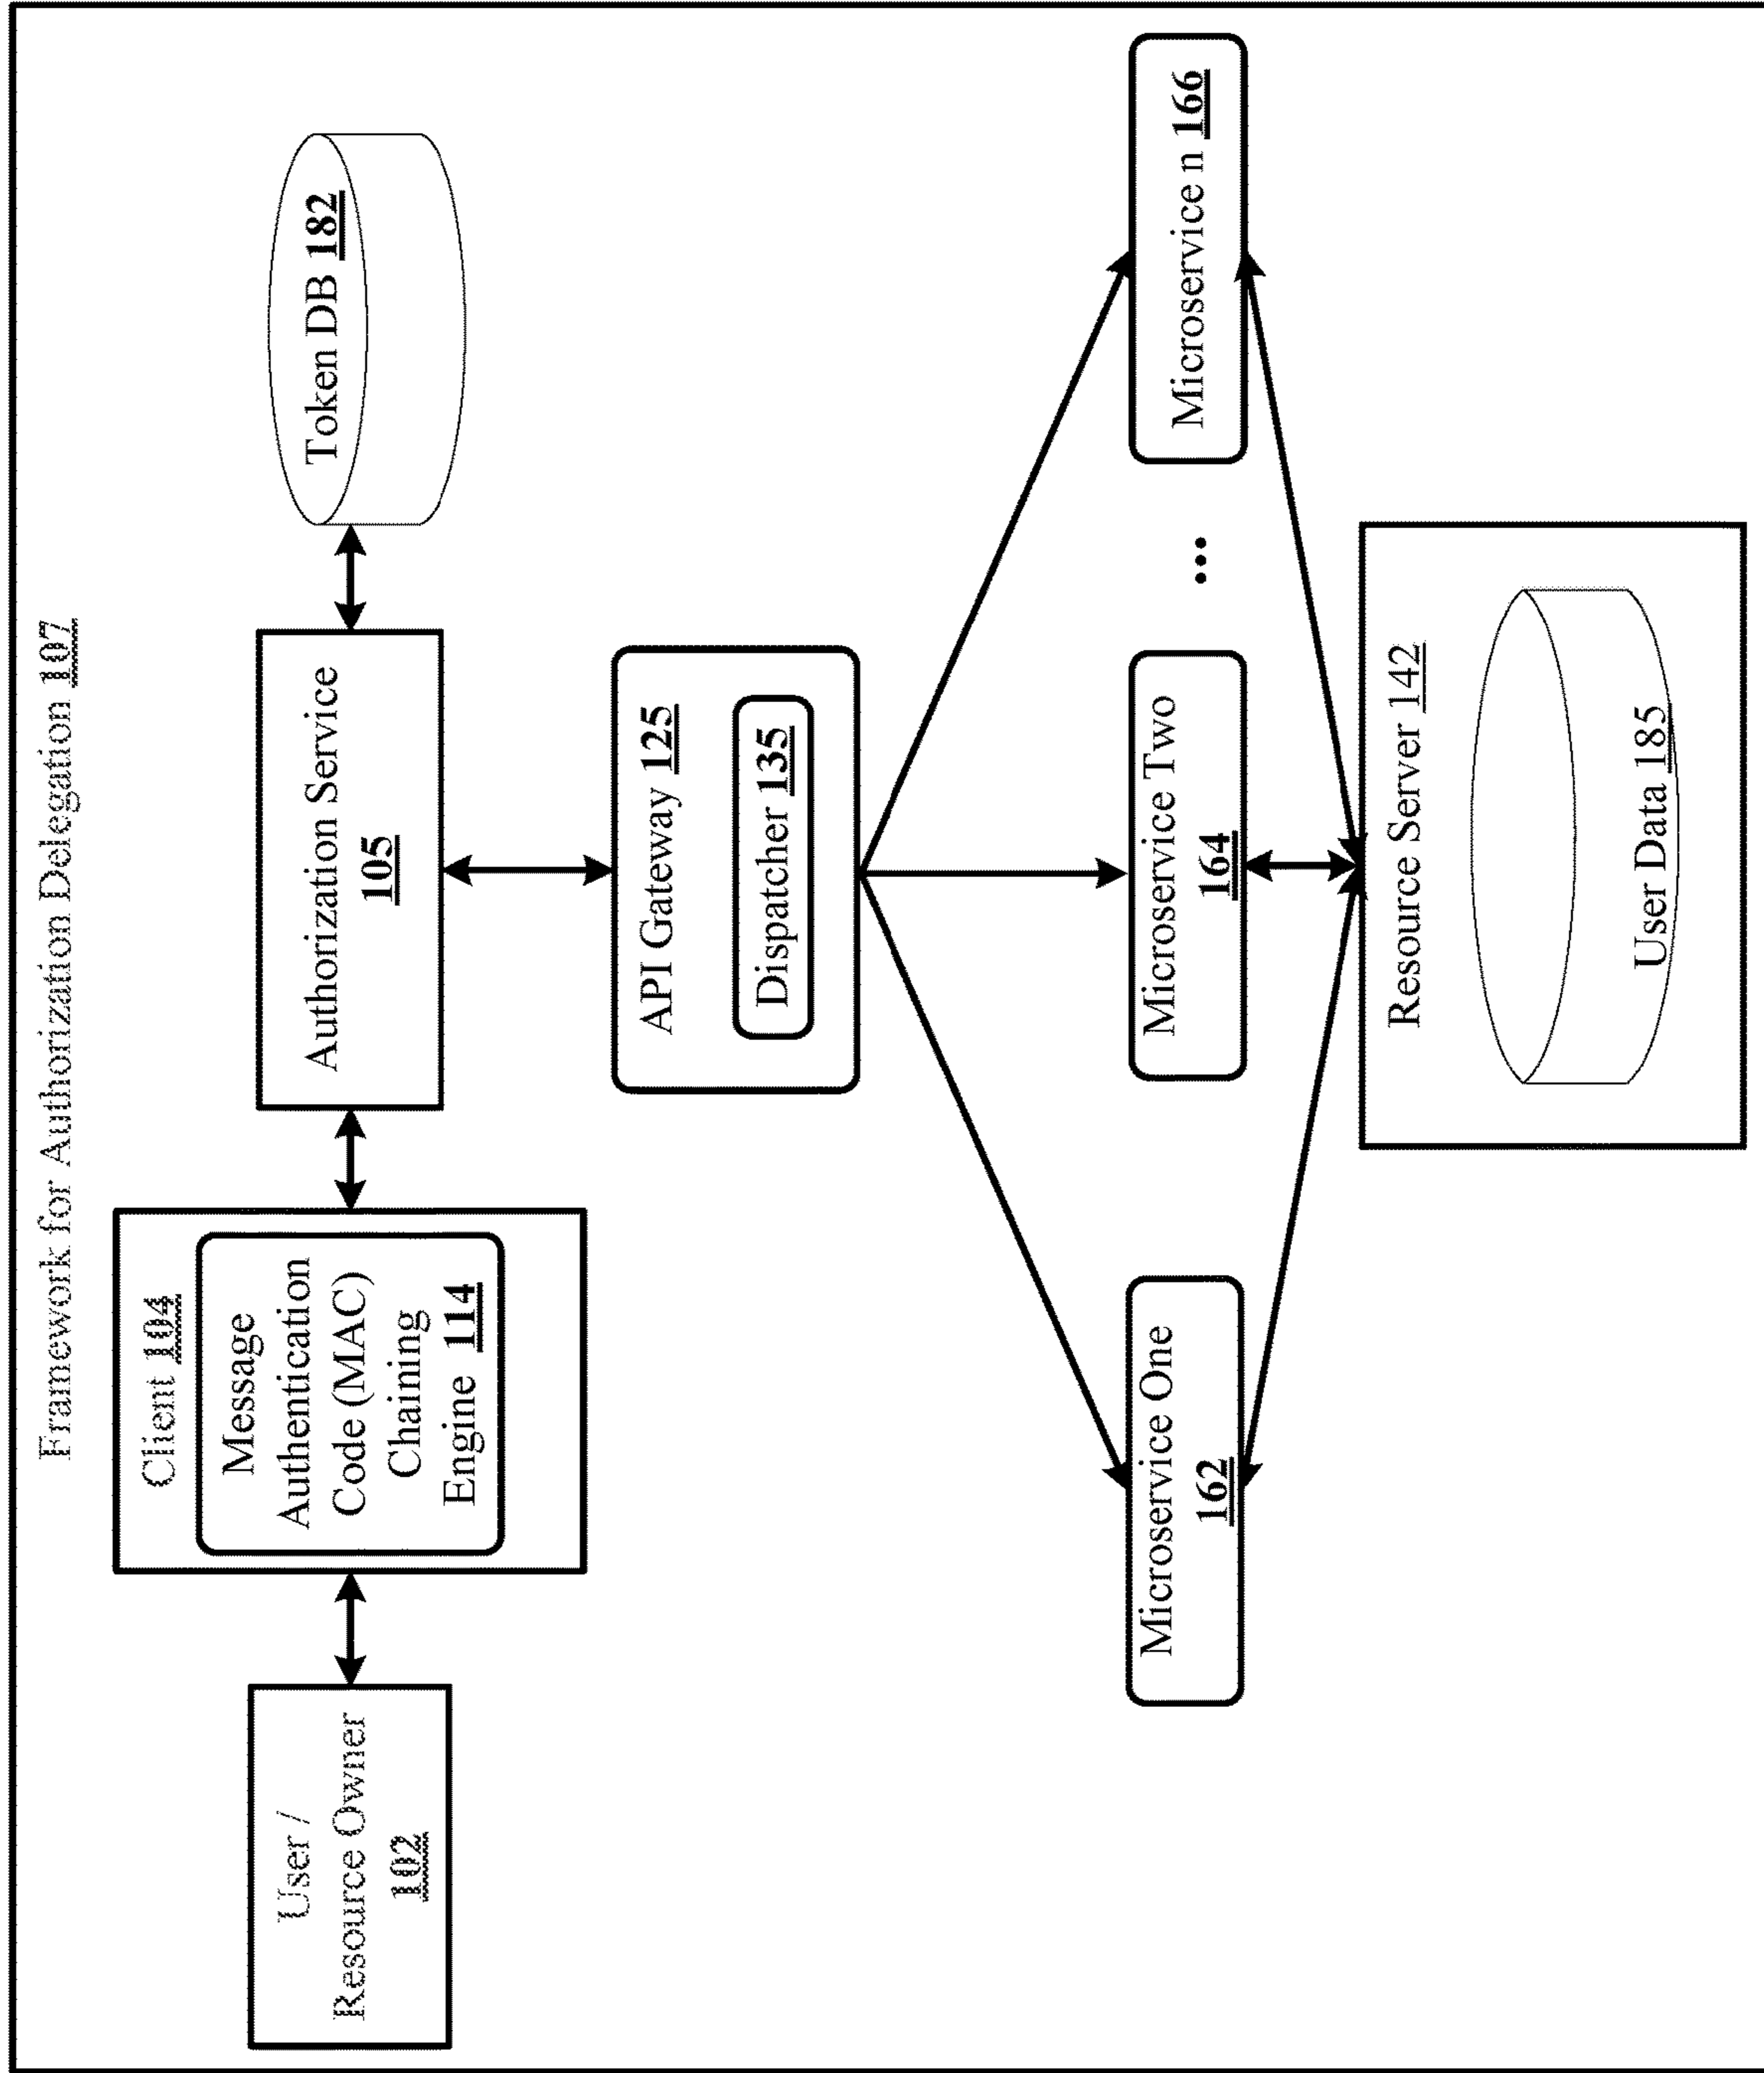 Framework for Authorization Delegation 107
User /
Resource Owner
102
Client 104
Message
Authentication
Code (MAC)
Chaining
Engine 114
Authorization Service
105
Token DB 182
API Gateway 125
Dispatcher 135
Microservice One
162
Microservice Two
164
...
Microservice n 166
Resource Server 142
User Data 185